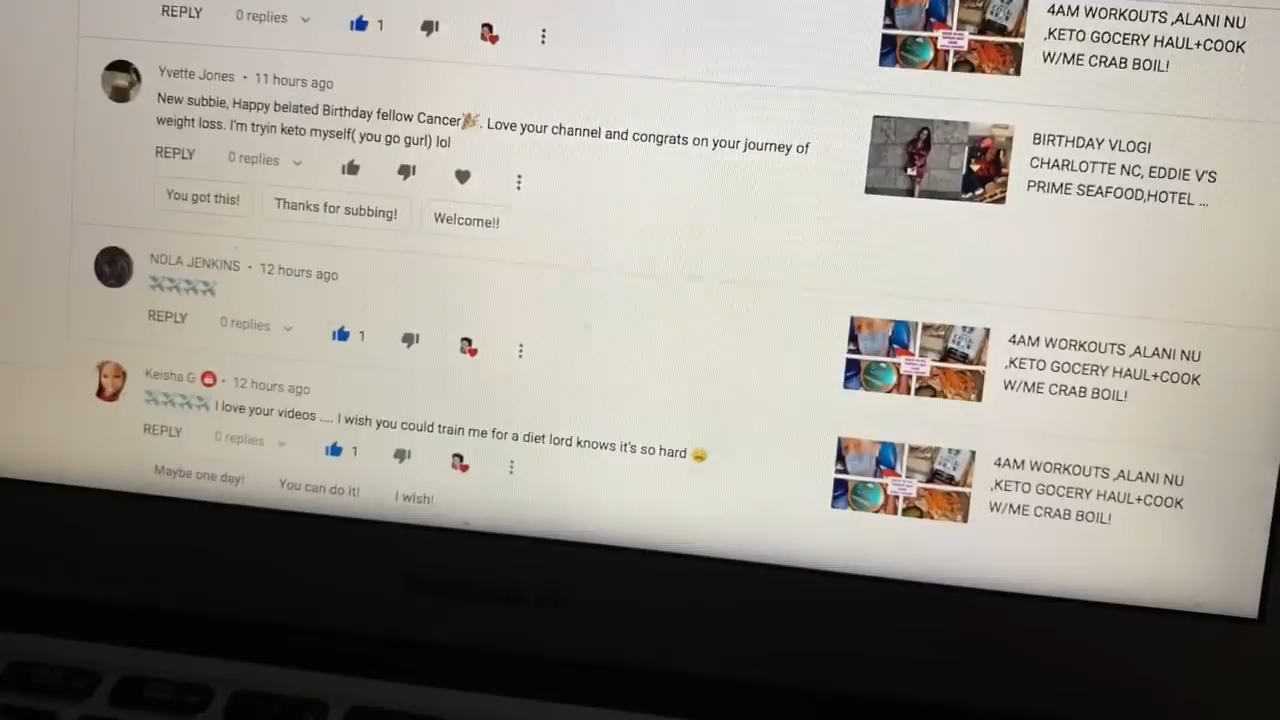 REPLY 0 replies 1
4AM WORKOUTS ,ALANI NU
,KETO GOCERY HAUL+COOK
W/ME CRAB BOIL!
Yvette Jones • 11 hours ago
New subbie, Happy belated Birthday fellow Cancer🎉. Love your channel and congrats on your journey of
weight loss. I'm tryin keto myself( you go gurl) lol
REPLY 0 replies
You got this! Thanks for subbing! Welcome!!
BIRTHDAY VLOGI
CHARLOTTE NC, EDDIE V'S
PRIME SEAFOOD,HOTEL ...
NOLA JENKINS • 12 hours ago
REPLY 0 replies 1
4AM WORKOUTS ,ALANI NU
,KETO GOCERY HAUL+COOK
W/ME CRAB BOIL!
Keisha G • 12 hours ago
I love your videos .... I wish you could train me for a diet lord knows it's so hard 😩
REPLY 0 replies 1
Maybe one day! You can do it! I wish!
4AM WORKOUTS ,ALANI NU
,KETO GOCERY HAUL+COOK
W/ME CRAB BOIL!